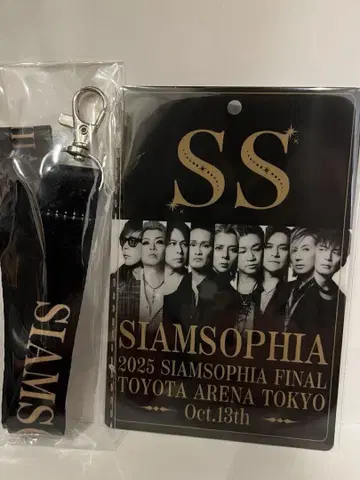 SS
SIAMSOPHIA
2025 SIAMSOPHIA FINAL
TOYOTA ARENA TOKYO
Oct.13th
SIAMS